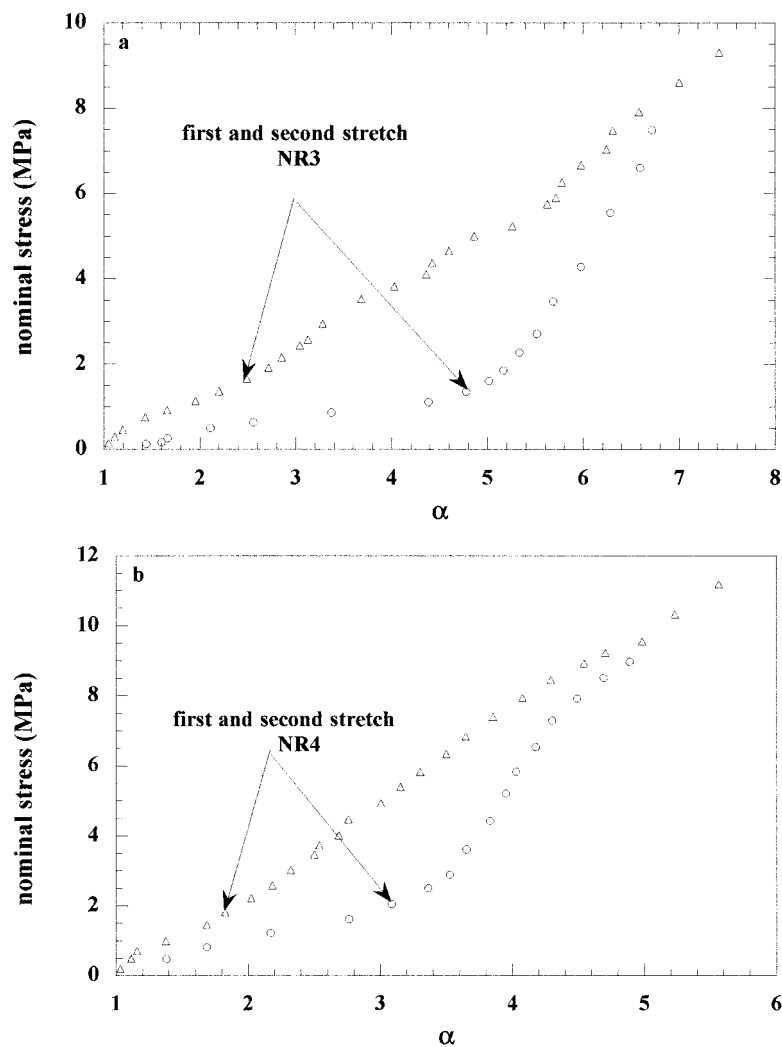 10
a
8
first and second stretch
NR3
6
nominal stress (MPa)
4
2
0
1 2 3 4 5 6 7 8
α
12
b
10
8
first and second stretch
NR4
6
nominal stress (MPa)
4
2
0
1 2 3 4 5 6
α